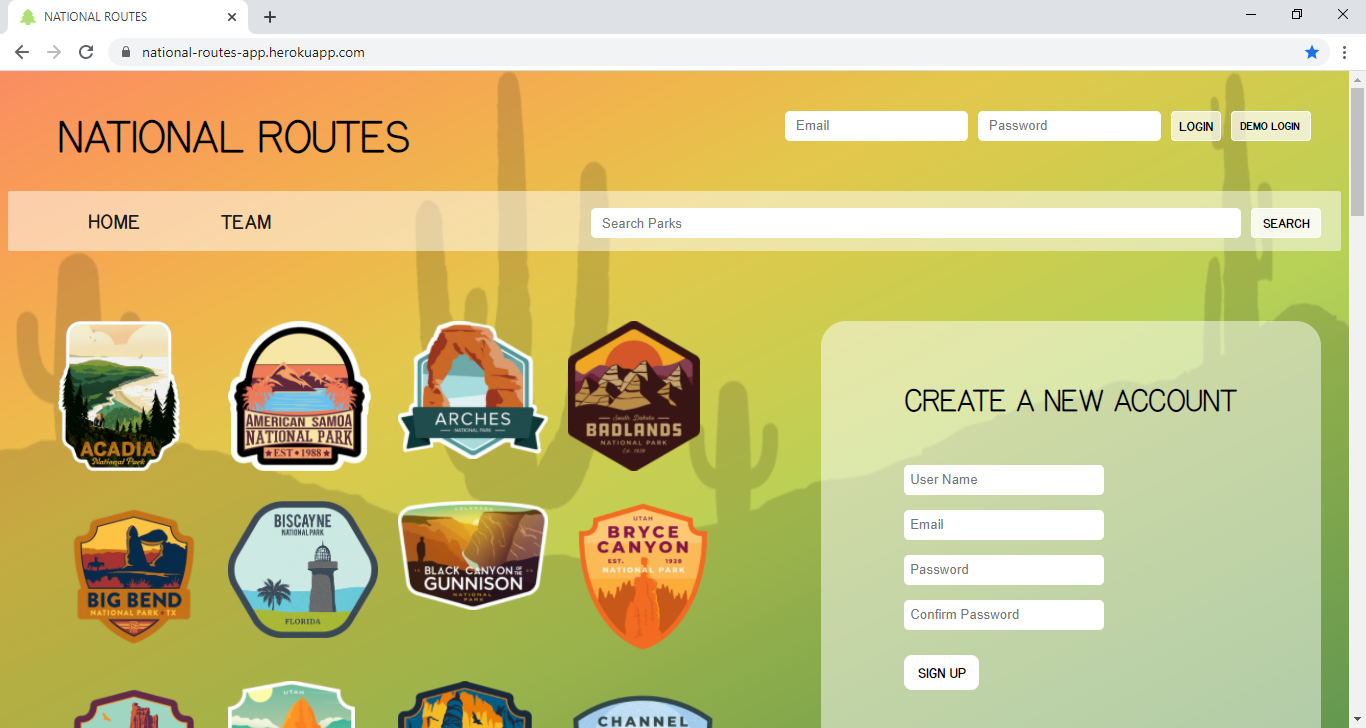 NATIONAL ROUTES
national-routes-app.herokuapp.com
NATIONAL ROUTES
Email
Password
LOGIN
DEMO LOGIN
HOME
TEAM
Search Parks
SEARCH
ACADIA
National Park
AMERICAN SAMOA
NATIONAL PARK
EST • 1988
ARCHES
NATIONAL PARK
South Dakota
BADLANDS
NATIONAL PARK
BIG BEND
NATIONAL PARK • TX
BISCAYNE
NATIONAL PARK
FLORIDA
COLORADO
BLACK CANYON OF THE
GUNNISON
NATIONAL
PARK
UTAH
BRYCE
CANYON
EST. 1928
NATIONAL PARK
UTAH
CHANNEL
CREATE A NEW ACCOUNT
User Name
Email
Password
Confirm Password
SIGN UP